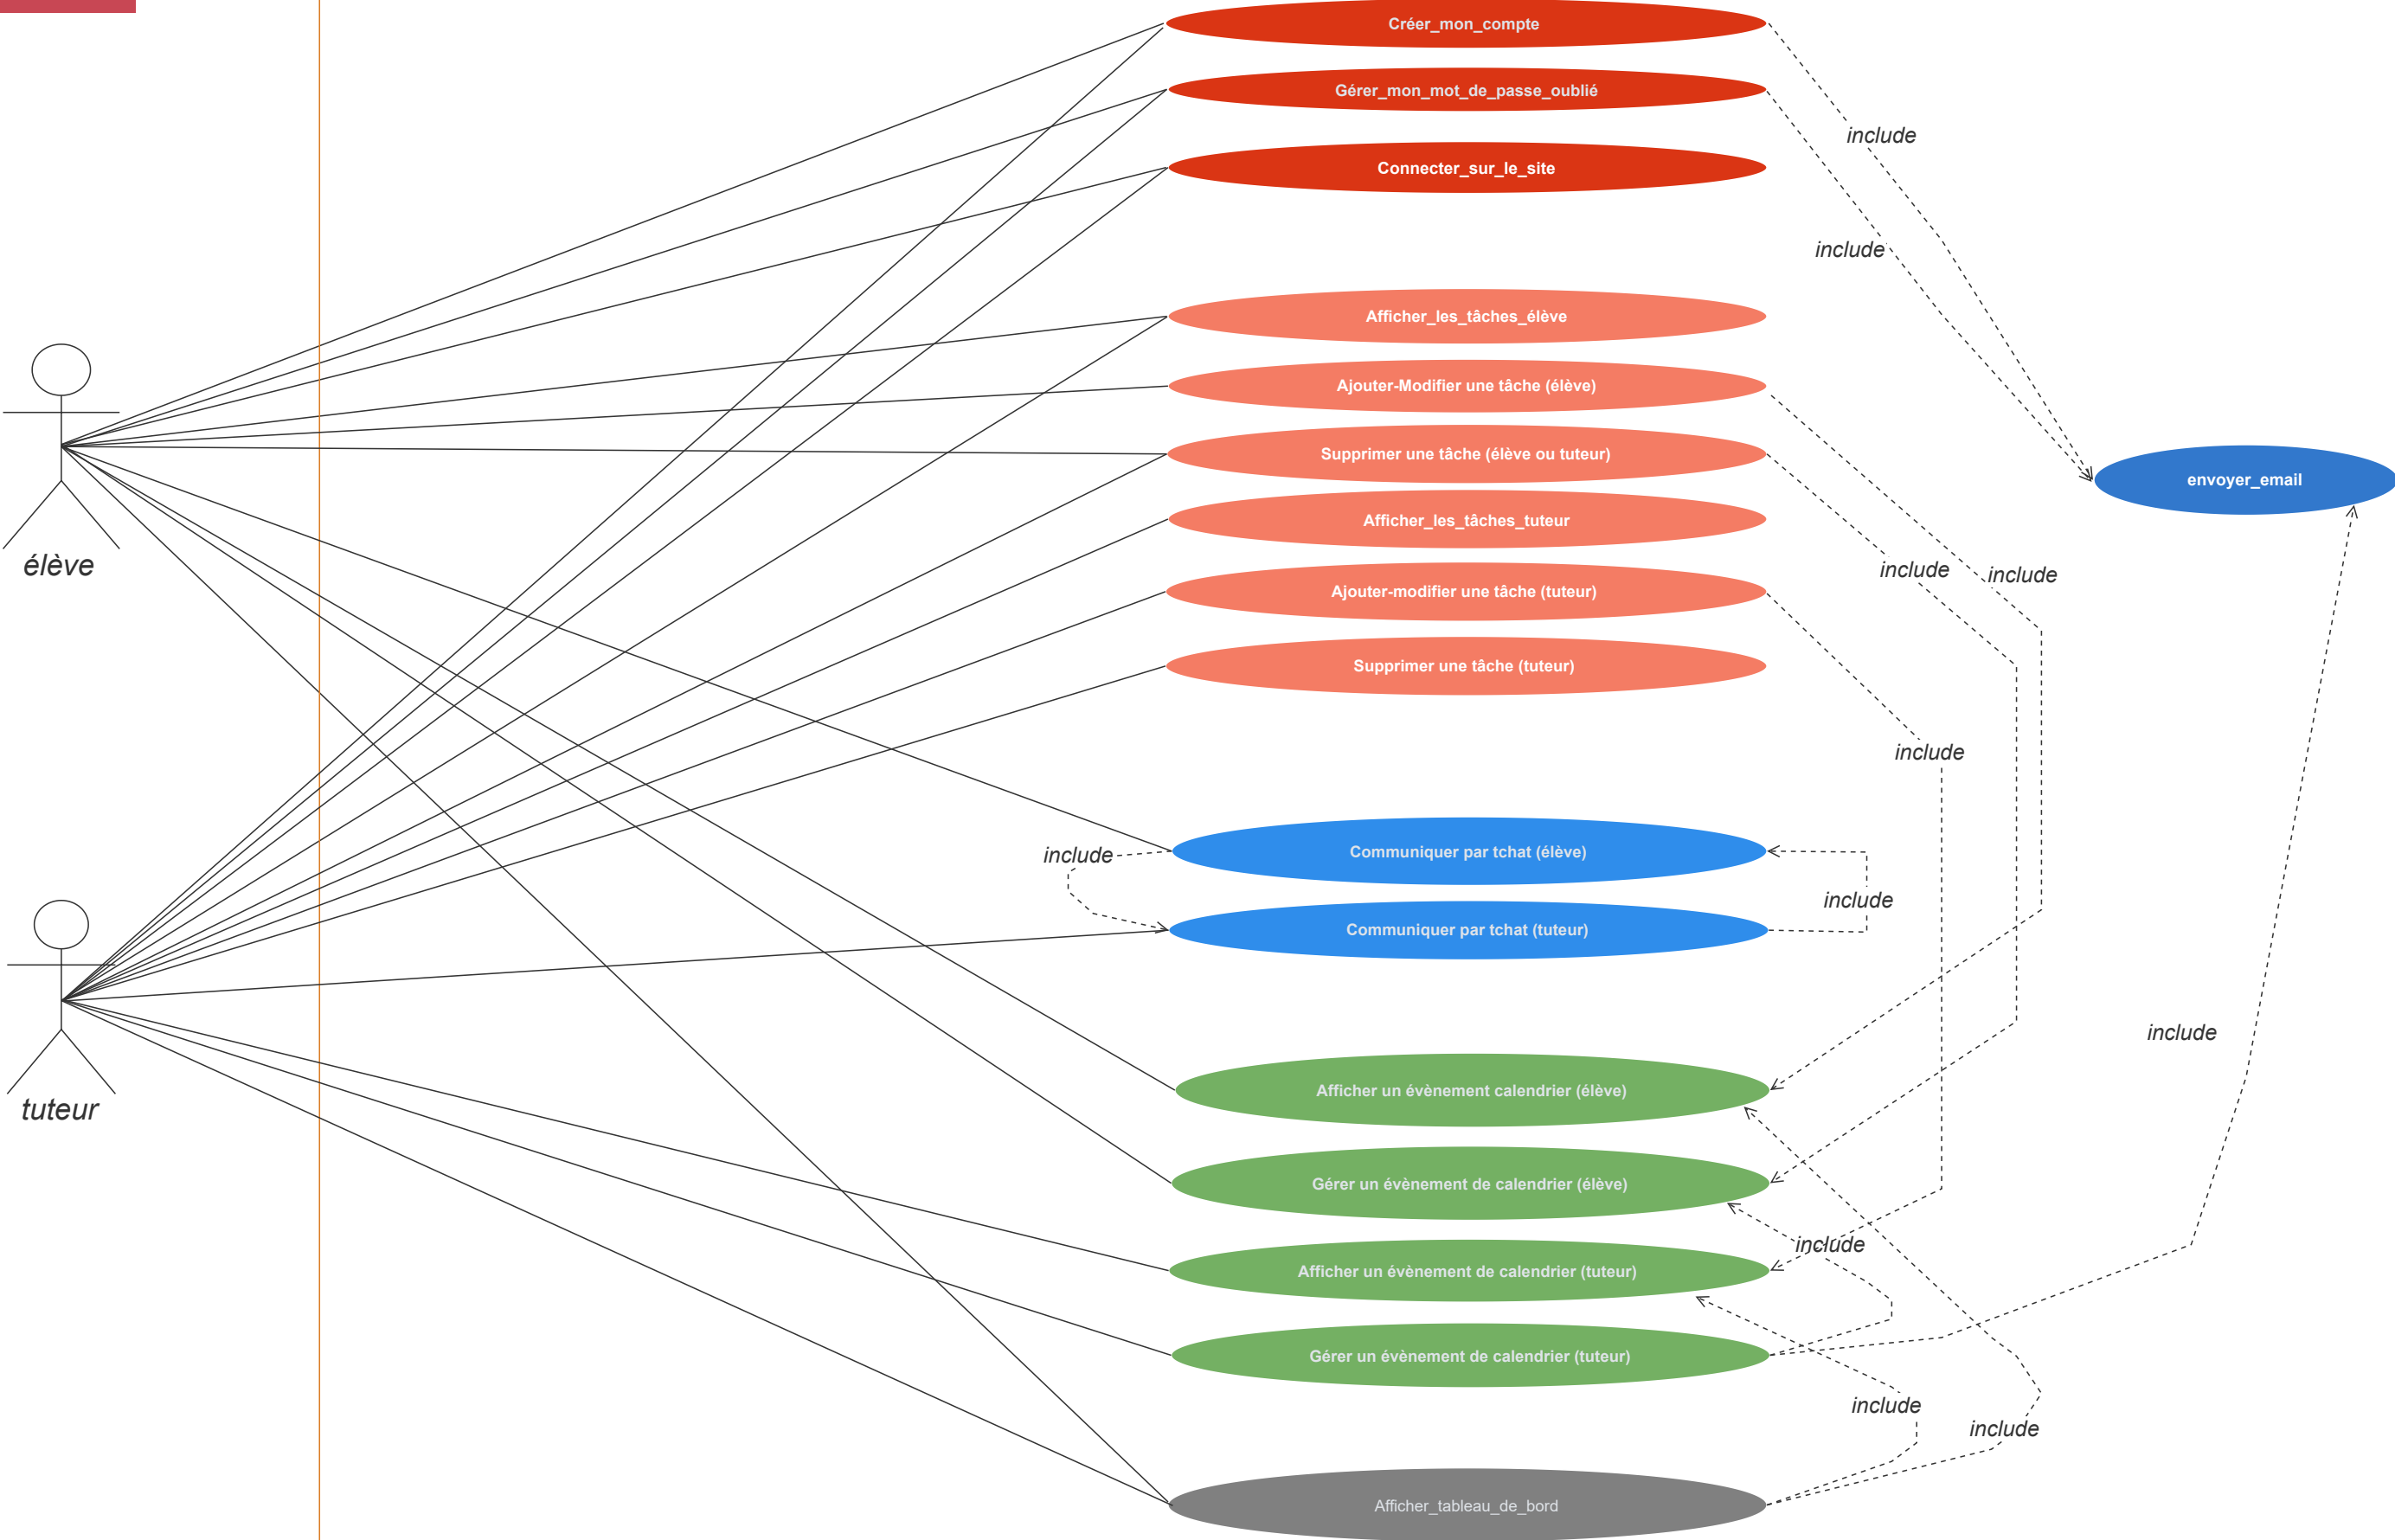 Créer_mon_compte
Gérer_mon_mot_de_passe_oublié
include
Connecter_sur_le_site
include
Afficher_les_tâches_élève
Ajouter-Modifier une tâche (élève)
Supprimer une tâche (élève ou tuteur)
envoyer_email
Afficher_les_tâches_tuteur
élève
include
include
Ajouter-modifier une tâche (tuteur)
Supprimer une tâche (tuteur)
include
include
Communiquer par tchat (élève)
include
Communiquer par tchat (tuteur)
include
Afficher un évènement calendrier (élève)
tuteur
Gérer un évènement de calendrier (élève)
include
Afficher un évènement de calendrier (tuteur)
Gérer un évènement de calendrier (tuteur)
include
include
Afficher_tableau_de_bord